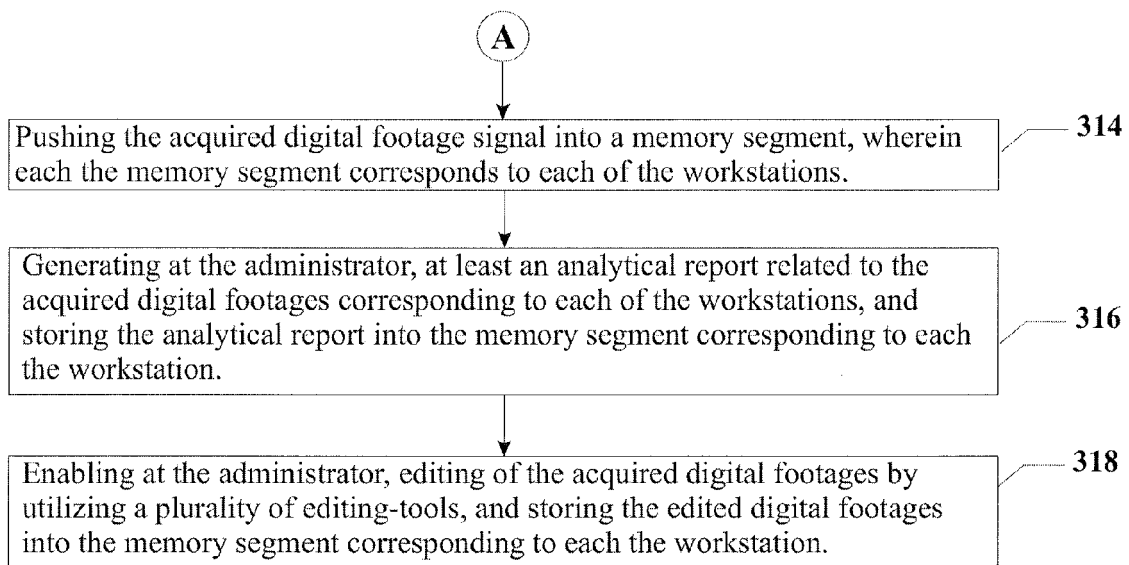 A
Pushing the acquired digital footage signal into a memory segment, wherein
each the memory segment corresponds to each of the workstations.
314
Generating at the administrator, at least an analytical report related to the
acquired digital footages corresponding to each of the workstations, and
storing the analytical report into the memory segment corresponding to each
the workstation.
316
Enabling at the administrator, editing of the acquired digital footages by
utilizing a plurality of editing-tools, and storing the edited digital footages
into the memory segment corresponding to each the workstation.
318